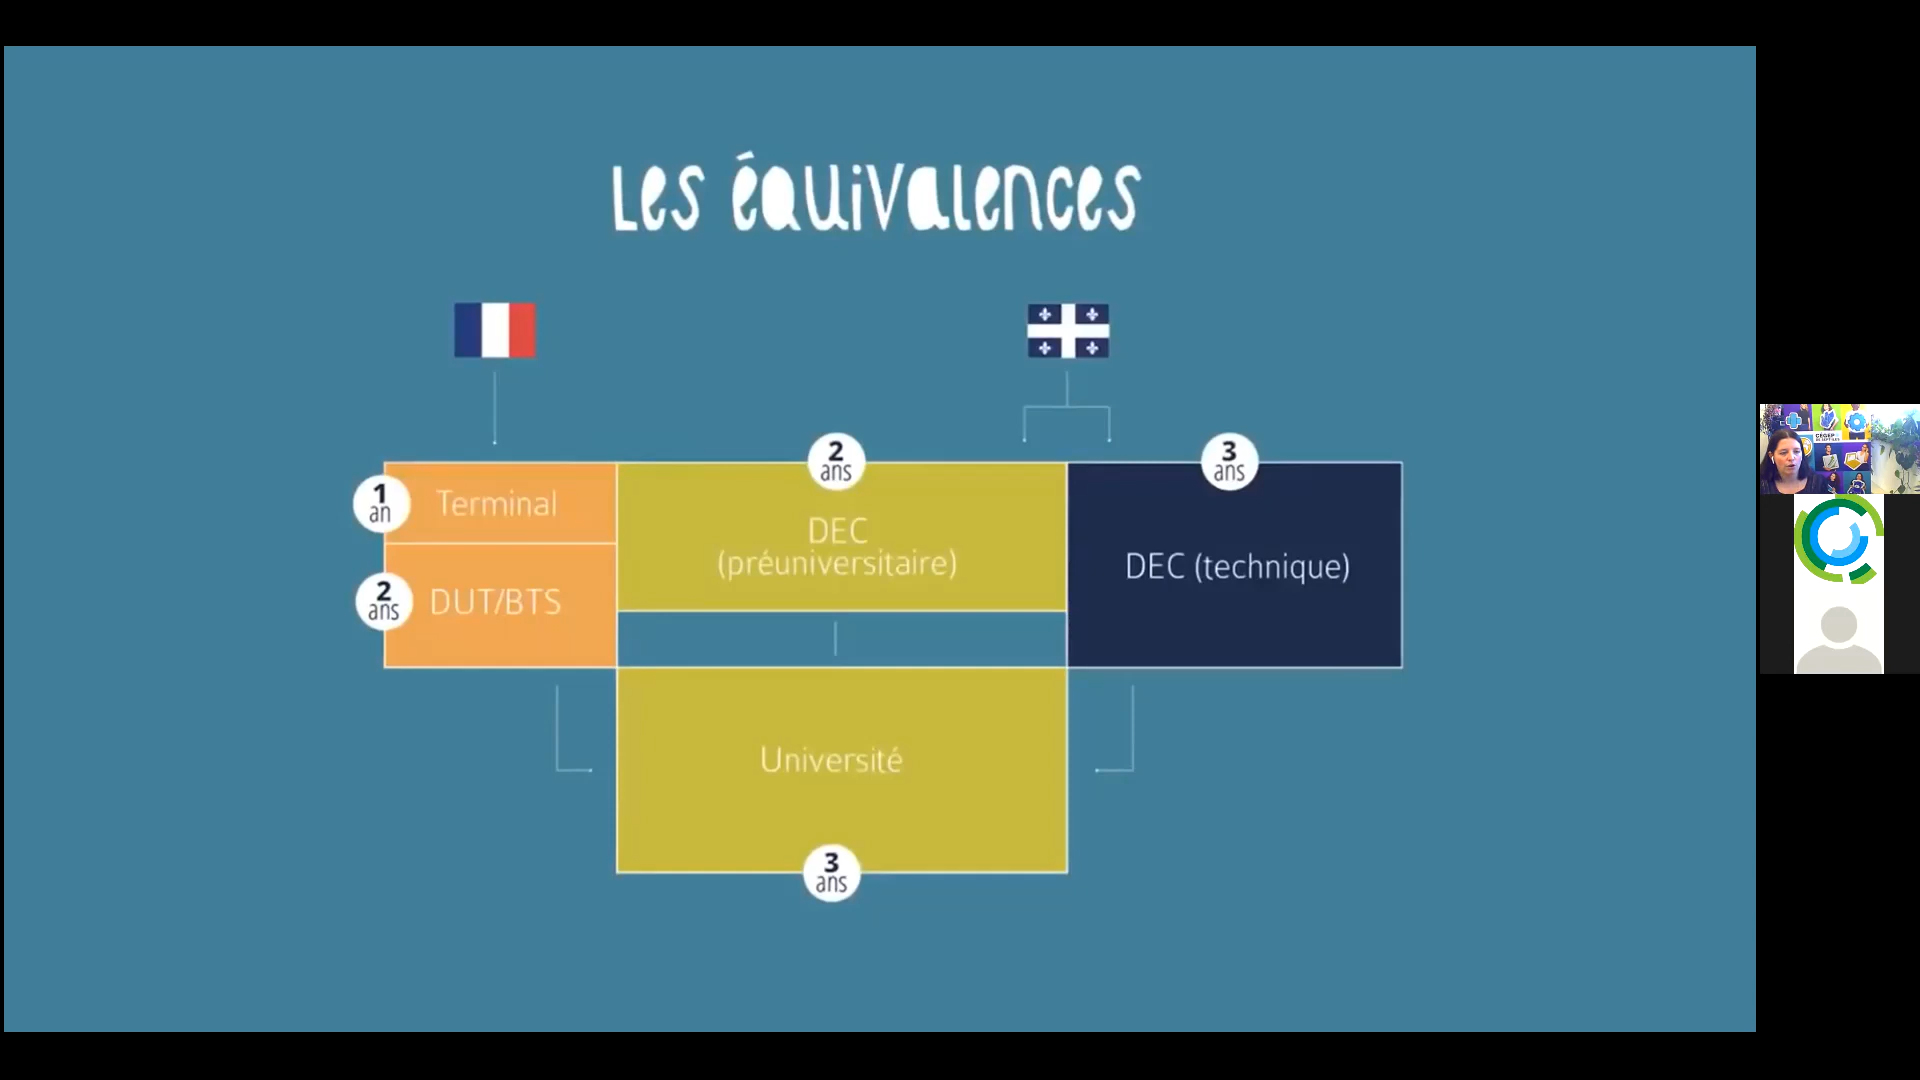 Les équivalences
2
ans
3
ans
1
an
Terminal
DEC
(préuniversitaire)
DEC (technique)
2
ans
DUT/BTS
Université
3
ans
CEGEP